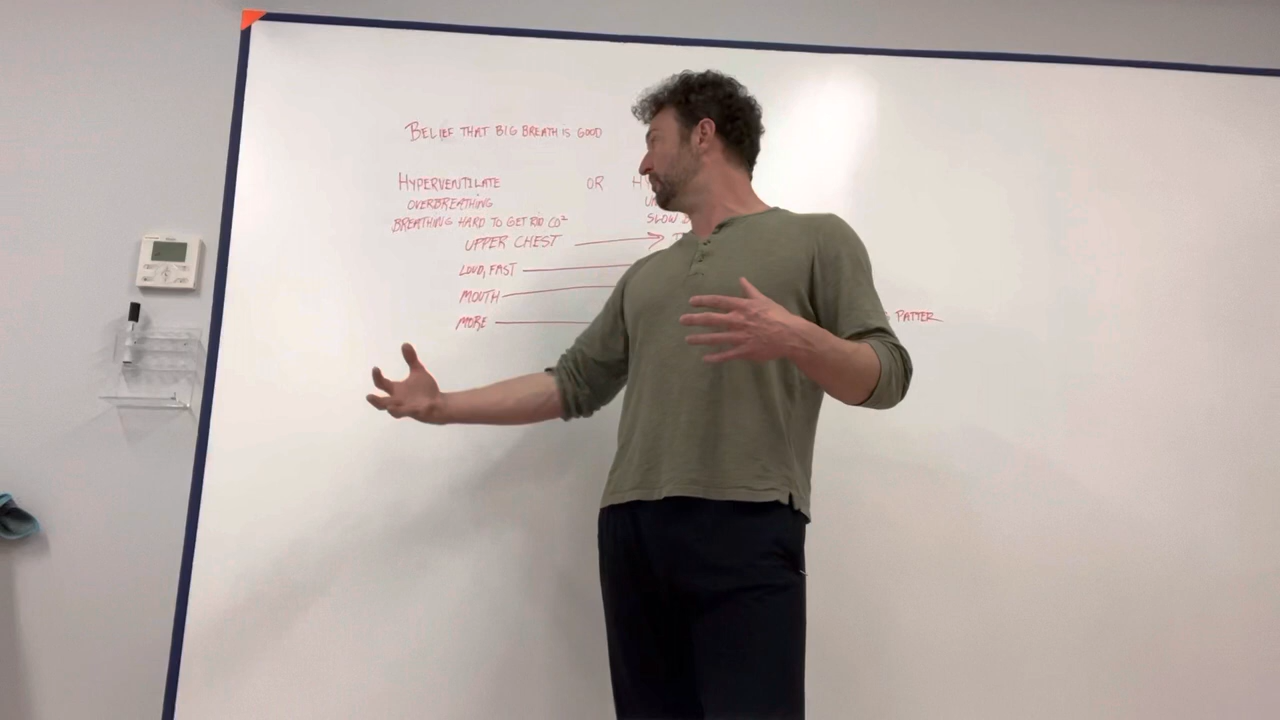 BELIEF THAT BIG BREATH IS GOOD
HYPERVENTILATE OR
OVERBREATHING
BREATHING HARD TO GET RID CO² SLOW
UPPER CHEST
LOUD, FAST
MOUTH
MORE PATTER